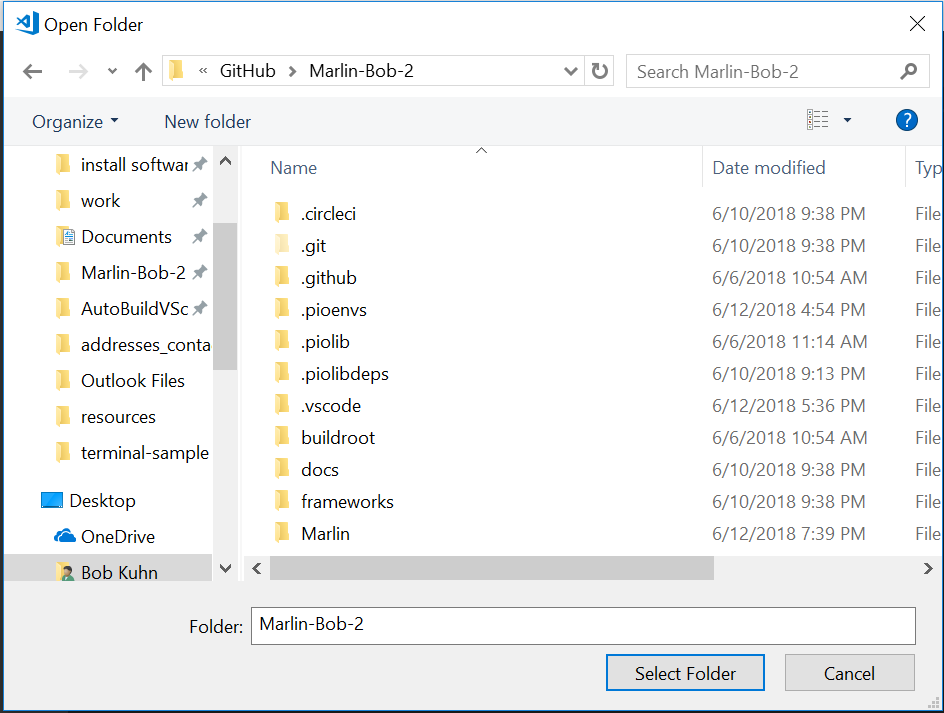 Open Folder
« GitHub > Marlin-Bob-2
Search Marlin-Bob-2
Organize New folder
?
install softwar
work
Documents
Marlin-Bob-2
AutoBuildVSc
addresses_conta
Outlook Files
resources
terminal-sample
Desktop
OneDrive
Bob Kuhn
Name Date modified Typ
.circleci 6/10/2018 9:38 PM File
.git 6/10/2018 9:38 PM File
.github 6/6/2018 10:54 AM File
.pioenvs 6/12/2018 4:54 PM File
.piolib 6/6/2018 11:14 AM File
.piolibdeps 6/10/2018 9:13 PM File
.vscode 6/12/2018 5:36 PM File
buildroot 6/6/2018 10:54 AM File
docs 6/10/2018 9:38 PM File
frameworks 6/10/2018 9:38 PM File
Marlin 6/12/2018 7:39 PM File
Folder: Marlin-Bob-2
Select Folder Cancel